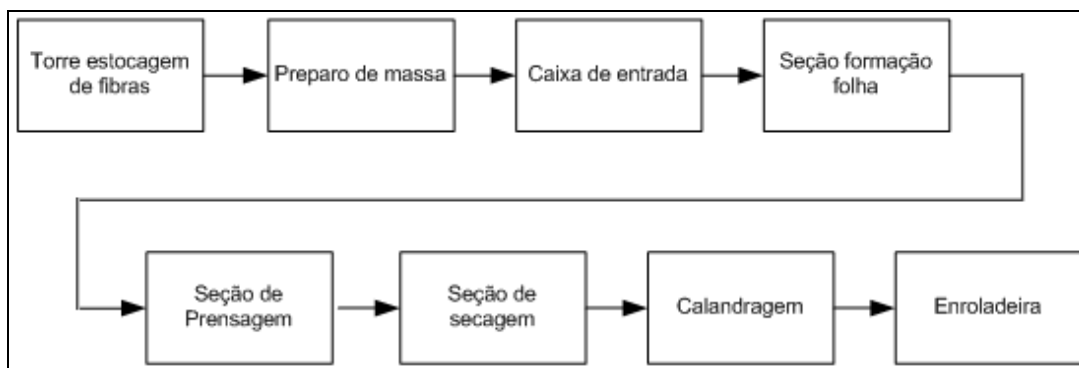 Torre estocagem
de fibras
Preparo de massa
Caixa de entrada
Seção formação
folha
Seção de
Prensagem
Seção de
secagem
Calandragem
Enroladeira